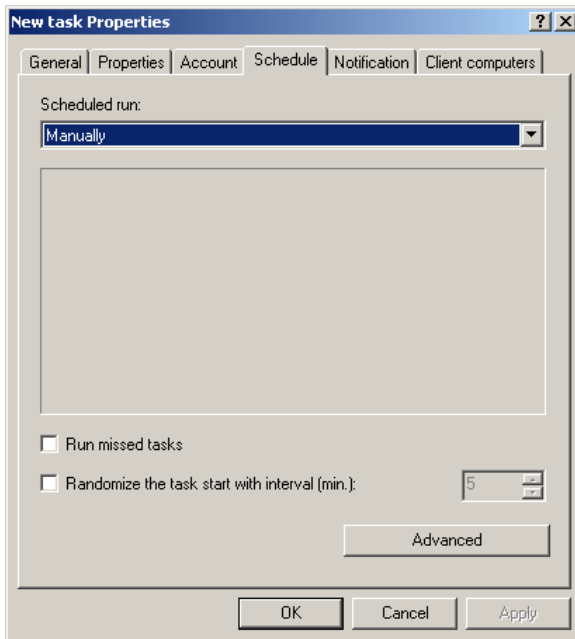 New task Properties
General Properties Account Schedule Notification Client computers
Scheduled run:
Manually
Run missed tasks
Randomize the task start with interval (min.): 5
Advanced
OK Cancel Apply